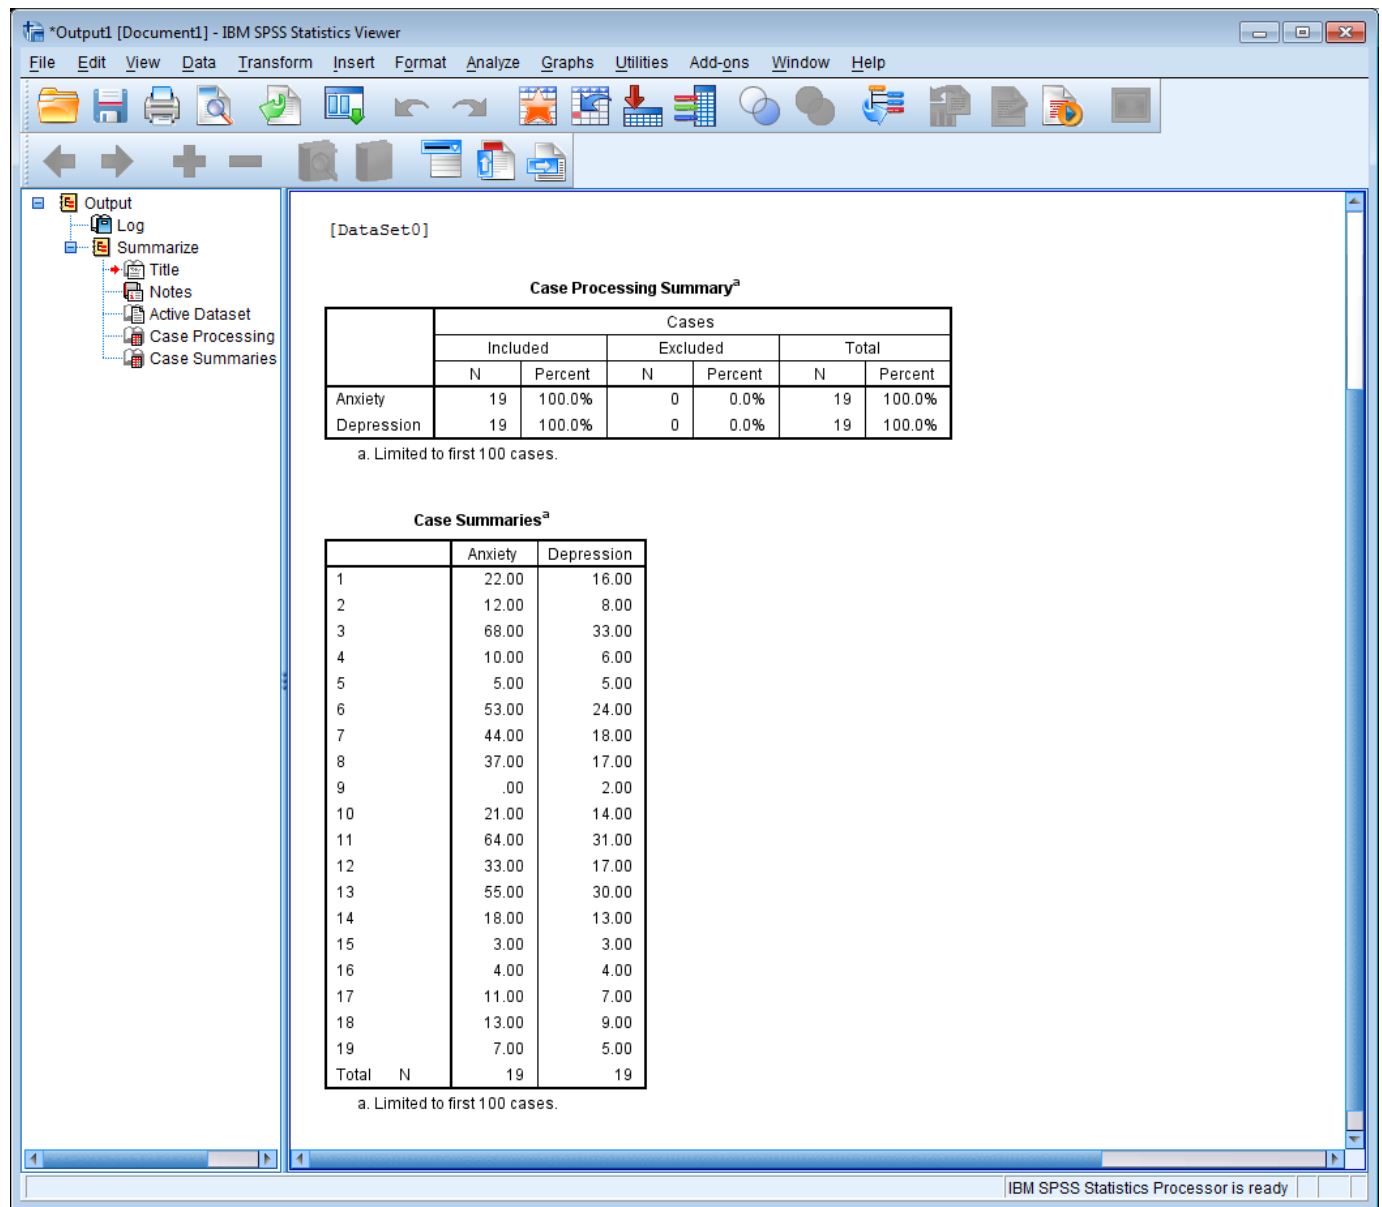 *Output1 [Document1] - IBM SPSS Statistics Viewer
File Edit View Data Transform Insert Format Analyze Graphs Utilities Add-ons Window Help
Output
Log
Summarize
Title
Notes
Active Dataset
Case Processing
Case Summaries
[DataSet0]
Case Processing Summary^a
Cases
Included Excluded Total
N Percent N Percent N Percent
Anxiety 19 100.0% 0 0.0% 19 100.0%
Depression 19 100.0% 0 0.0% 19 100.0%
a. Limited to first 100 cases.
Case Summaries^a
Anxiety Depression
1 22.00 16.00
2 12.00 8.00
3 68.00 33.00
4 10.00 6.00
5 5.00 5.00
6 53.00 24.00
7 44.00 18.00
8 37.00 17.00
9 .00 2.00
10 21.00 14.00
11 64.00 31.00
12 33.00 17.00
13 55.00 30.00
14 18.00 13.00
15 3.00 3.00
16 4.00 4.00
17 11.00 7.00
18 13.00 9.00
19 7.00 5.00
Total N 19 19
a. Limited to first 100 cases.
IBM SPSS Statistics Processor is ready